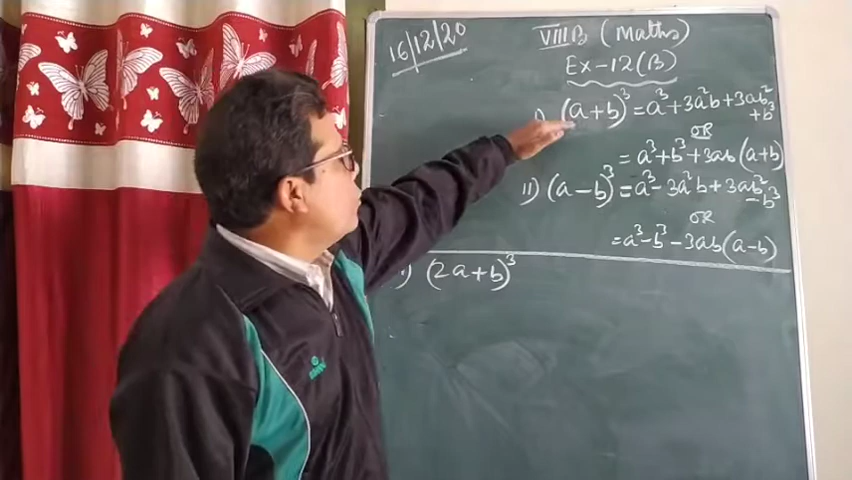 16/12/20
VIII B (Maths)
Ex-12(B)
i) (a+b)³ = a³+3a²b+3ab²
+b³
OR
= a³+b³+3ab(a+b)
ii) (a-b)³ = a³-3a²b+3ab²
-b³
OR
= a³-b³-3ab(a-b)
i) (2a+b)³